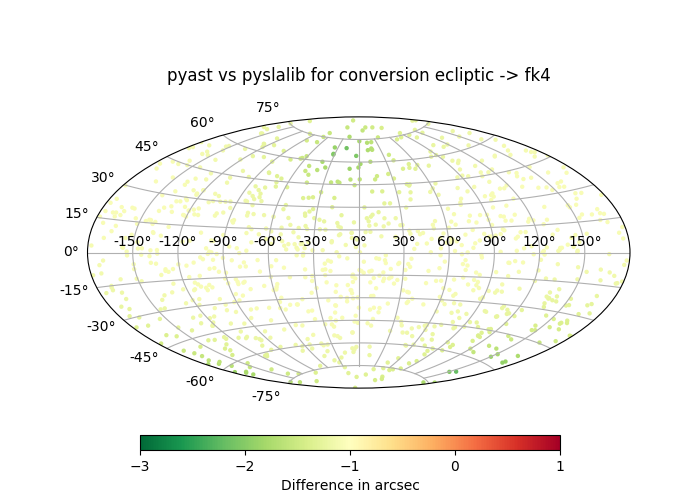 pyast vs pyslalib for conversion ecliptic -> fk4
75°
60°
45°
30°
15°
-150° -120° -90° -60° -30° 0° 30° 60° 90° 120° 150°
0°
-15°
-30°
-45°
-60°
-75°
−3 −2 −1 0 1
Difference in arcsec